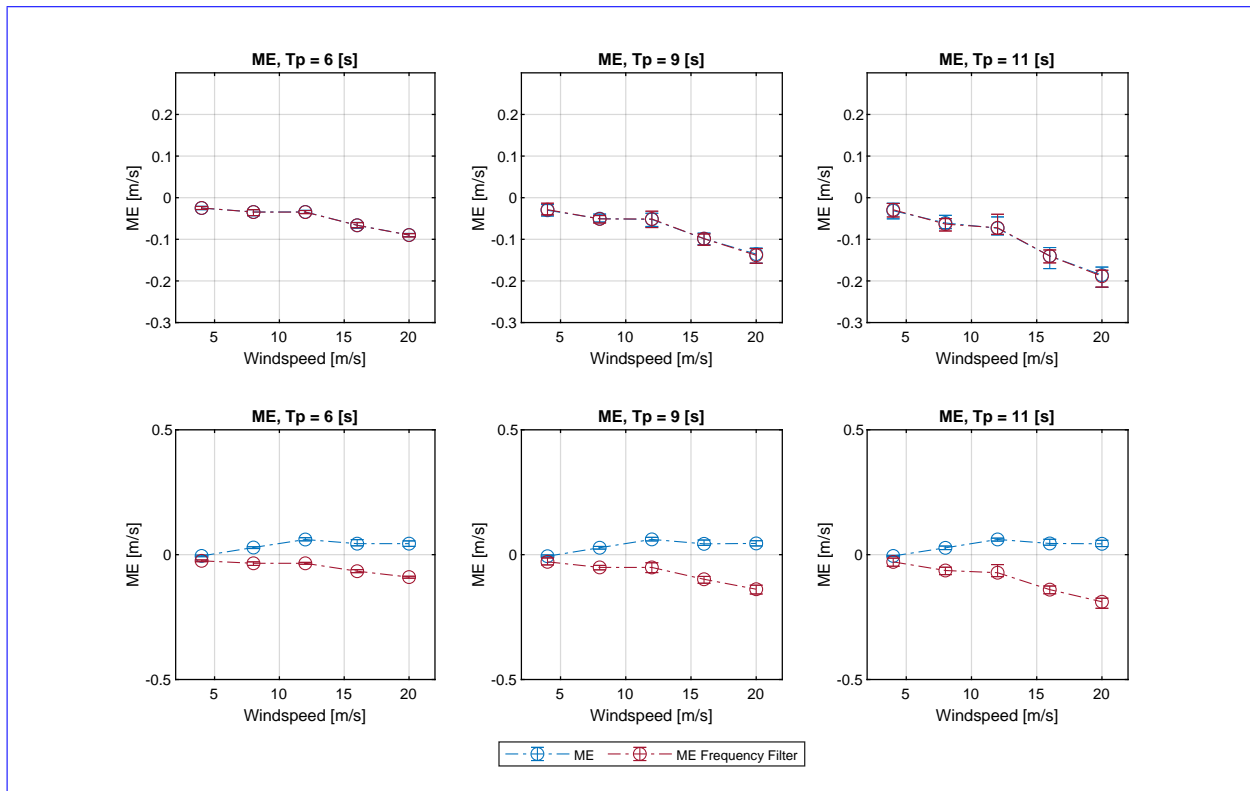 ME, Tp = 6 [s] ME, Tp = 9 [s] ME, Tp = 11 [s]
0.2 0.2 0.2
0.1 0.1 0.1
0 0 0
-0.1 -0.1 -0.1
-0.2 -0.2 -0.2
-0.3 -0.3 -0.3
ME [m/s] ME [m/s] ME [m/s]
5 10 15 20 5 10 15 20 5 10 15 20
Windspeed [m/s] Windspeed [m/s] Windspeed [m/s]
ME, Tp = 6 [s] ME, Tp = 9 [s] ME, Tp = 11 [s]
0.5 0.5 0.5
0 0 0
-0.5 -0.5 -0.5
ME [m/s] ME [m/s] ME [m/s]
5 10 15 20 5 10 15 20 5 10 15 20
Windspeed [m/s] Windspeed [m/s] Windspeed [m/s]
ME ME Frequency Filter